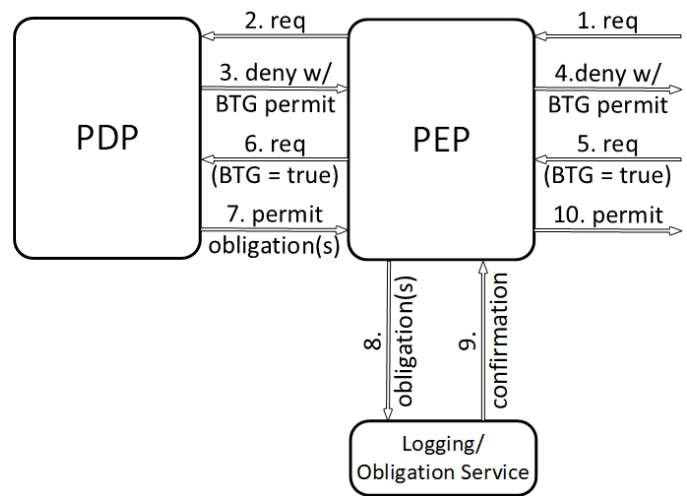 2. req
1. req
3. deny w/
BTG permit
4.deny w/
BTG permit
PDP
PEP
6. req
(BTG = true)
5. req
(BTG = true)
7. permit
obligation(s)
10. permit
8.
obligation(s)
9.
confirmation
Logging/
Obligation Service